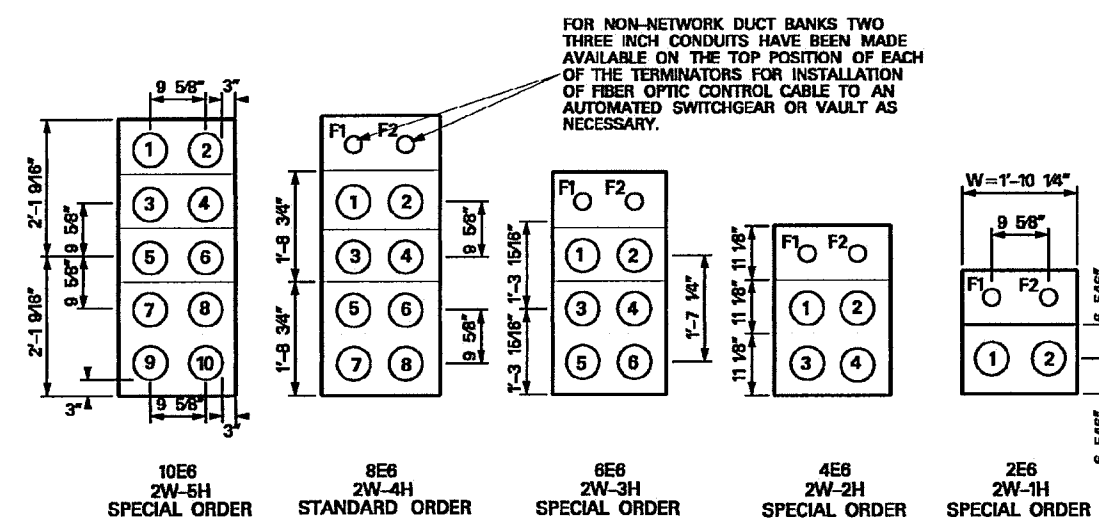 FOR NON-NETWORK DUCT BANKS TWO
THREE INCH CONDUITS HAVE BEEN MADE
AVAILABLE ON THE TOP POSITION OF EACH
OF THE TERMINATORS FOR INSTALLATION
OF FIBER OPTIC CONTROL CABLE TO AN
AUTOMATED SWITCHGEAR OR VAULT AS
NECESSARY.
9 5/8" 3"
1 2
3 4
5 6
7 8
9 10
2'-1 9/16"
2'-1 9/16"
9 5/8"
9 5/8"
3"
9 5/8"
3"
10E6
2W-5H
SPECIAL ORDER
F1 F2
1 2
3 4
5 6
7 8
1'-8 3/4"
1'-8 3/4"
9 5/8"
9 5/8"
8E6
2W-4H
STANDARD ORDER
F1 F2
1 2
3 4
5 6
1'-3 15/16"
1'-3 15/16"
1'-7 1/4"
6E6
2W-3H
SPECIAL ORDER
F1 F2
1 2
3 4
11 1/8"
11 1/8"
11 1/8"
4E6
2W-2H
SPECIAL ORDER
W=1'-10 1/4"
9 5/8"
F1 F2
1 2
2E6
2W-1H
SPECIAL ORDER